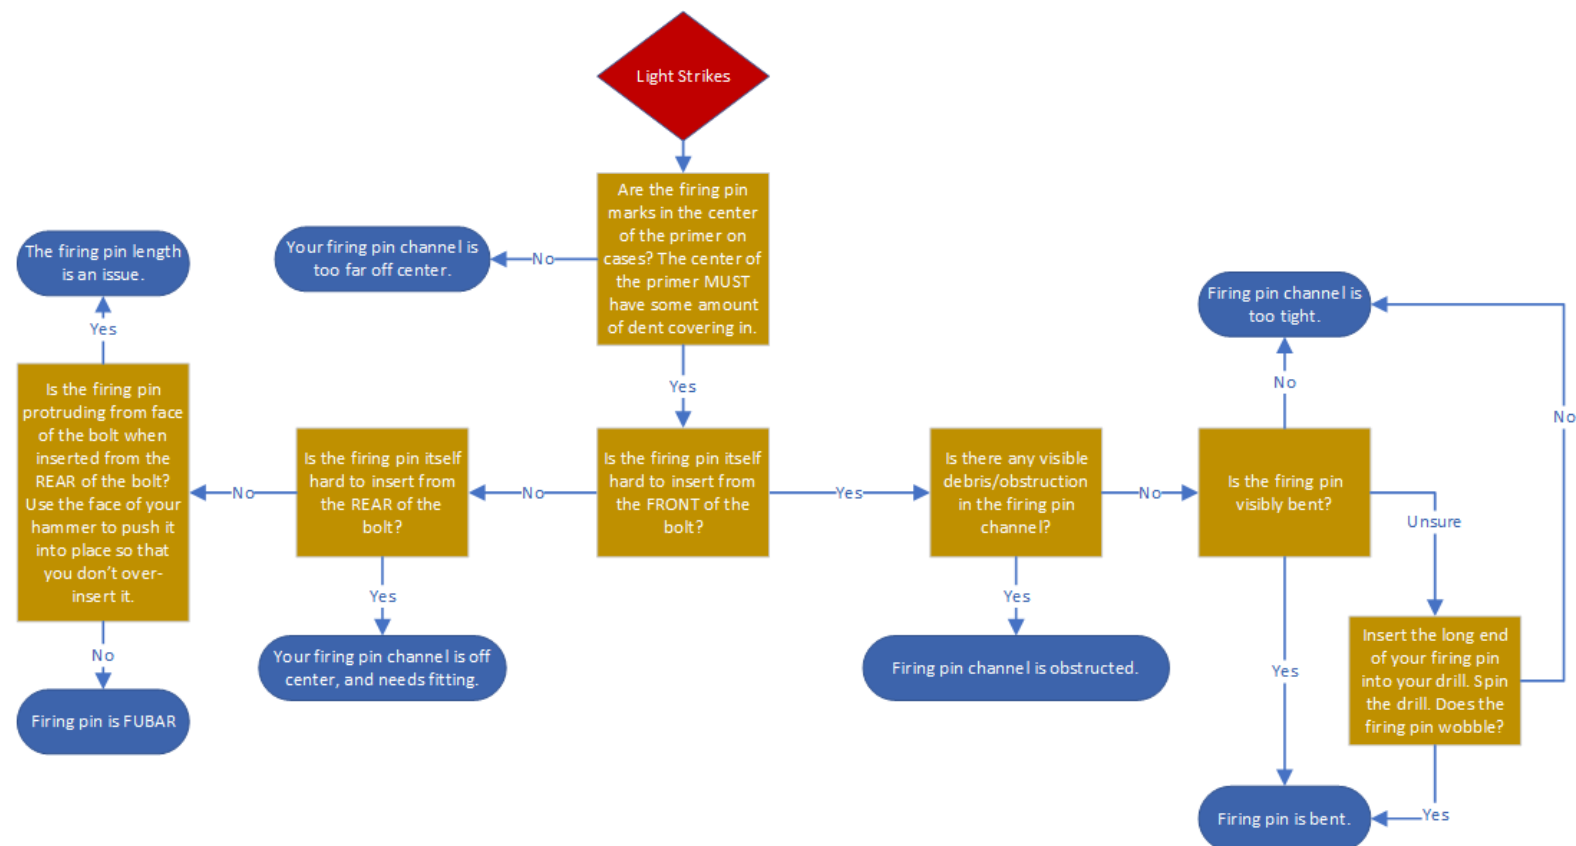 Light Strikes
Are the firing pin
marks in the center
of the primer on
cases? The center of
the primer MUST
have some amount
of dent covering in.
No
Your firing pin channel is
too far off center.
Yes
Is the firing pin itself
hard to insert from
the FRONT of the
bolt?
No
Is the firing pin itself
hard to insert from
the REAR of the
bolt?
Yes
Your firing pin channel is off
center, and needs fitting.
No
Is the firing pin
protruding from face
of the bolt when
inserted from the
REAR of the bolt?
Use the face of your
hammer to push it
into place so that
you don't over-
insert it.
Yes
The firing pin length
is an issue.
No
Firing pin is FUBAR
Yes
Is there any visible
debris/obstruction
in the firing pin
channel?
Yes
Firing pin channel is obstructed.
No
Is the firing pin
visibly bent?
No
Firing pin channel is
too tight.
Unsure
Insert the long end
of your firing pin
into your drill. Spin
the drill. Does the
firing pin wobble?
No
Yes
Yes
Firing pin is bent.